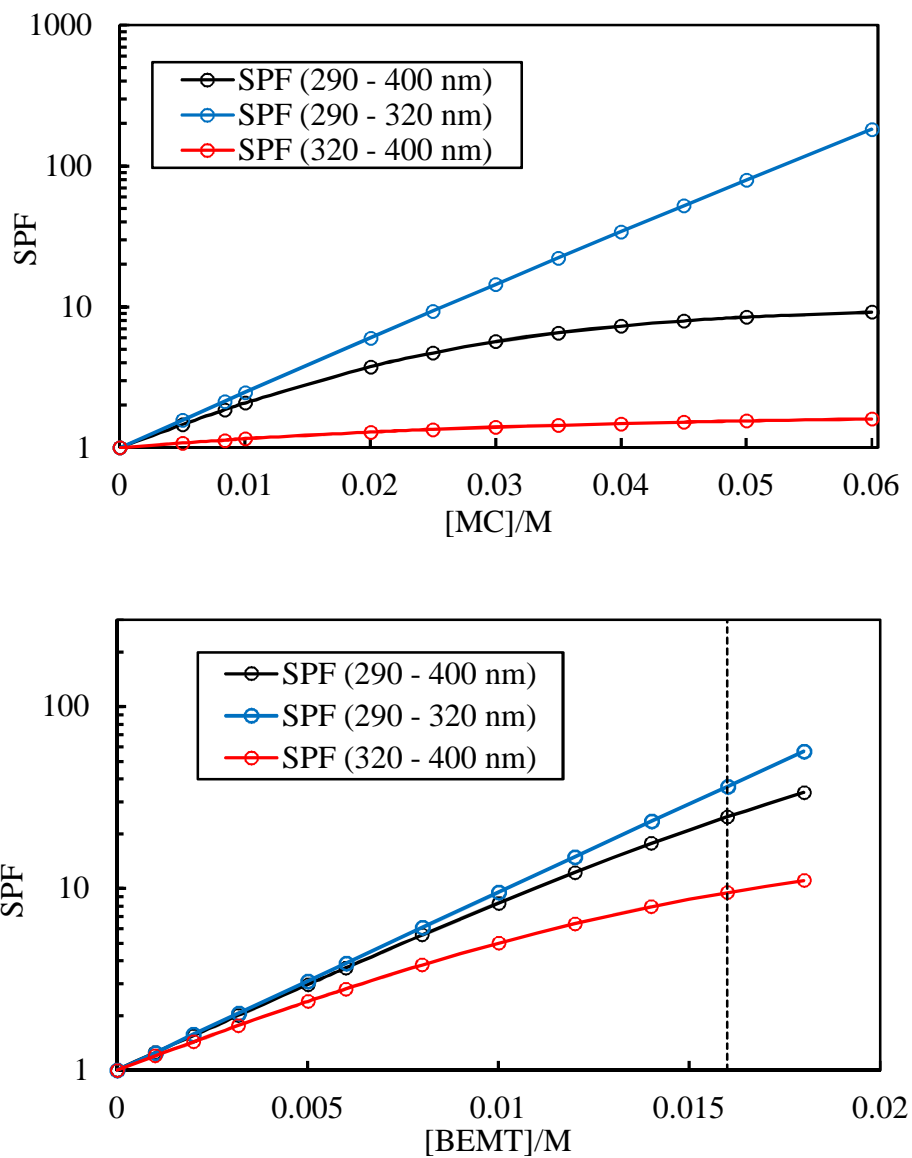 1000
100
10
1
SPF
SPF (290 - 400 nm)
SPF (290 - 320 nm)
SPF (320 - 400 nm)
0 0.01 0.02 0.03 0.04 0.05 0.06
[MC]/M
100
10
1
SPF
SPF (290 - 400 nm)
SPF (290 - 320 nm)
SPF (320 - 400 nm)
0 0.005 0.01 0.015 0.02
[BEMT]/M